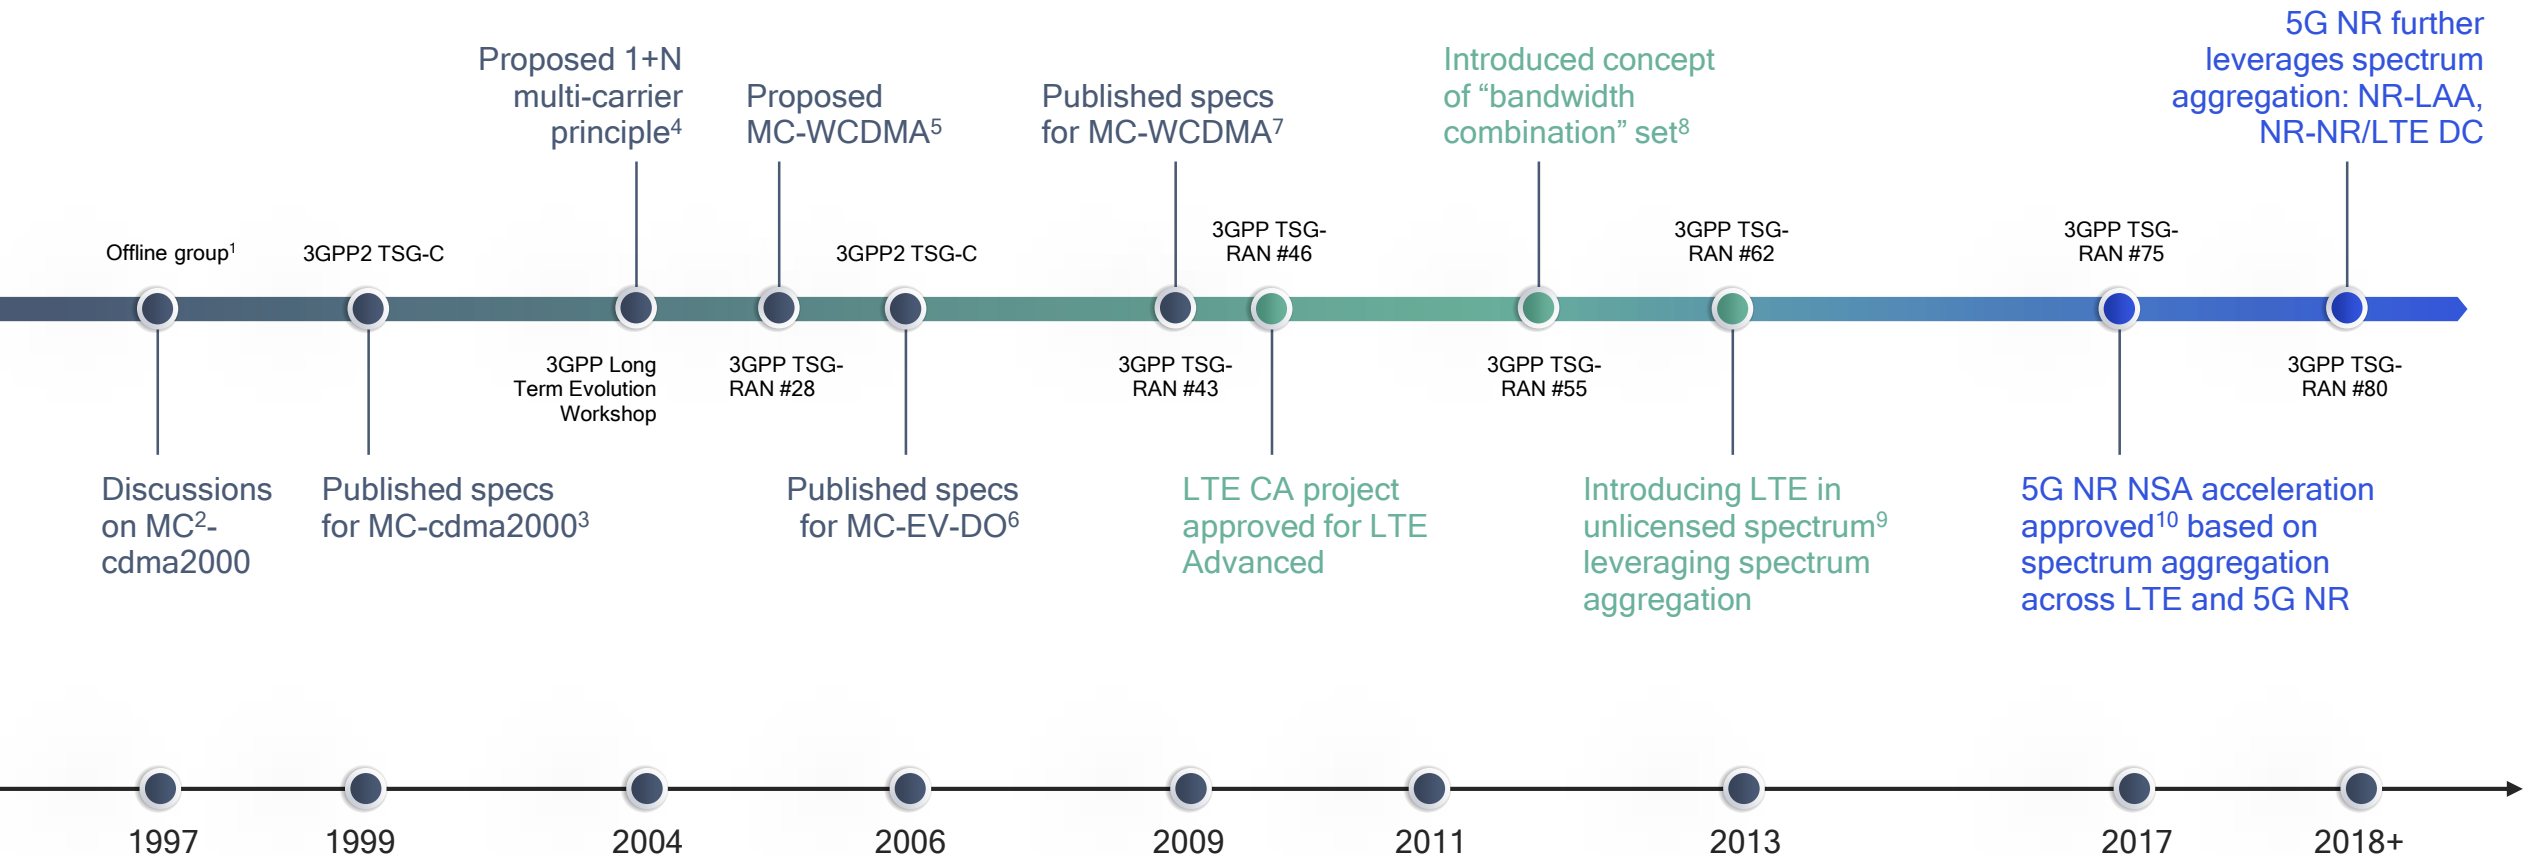 Proposed 1+N
multi-carrier
principle4
Proposed
MC-WCDMA5
Published specs
for MC-WCDMA7
Introduced concept
of “bandwidth
combination” set8
5G NR further
leverages spectrum
aggregation: NR-LAA,
NR-NR/LTE DC
Offline group1
3GPP2 TSG-C
3GPP2 TSG-C
3GPP TSG-
RAN #46
3GPP TSG-
RAN #62
3GPP TSG-
RAN #75
3GPP Long
Term Evolution
Workshop
3GPP TSG-
RAN #28
3GPP TSG-
RAN #43
3GPP TSG-
RAN #55
3GPP TSG-
RAN #80
Discussions
on MC2-
cdma2000
Published specs
for MC-cdma20003
Published specs
for MC-EV-DO6
LTE CA project
approved for LTE
Advanced
Introducing LTE in
unlicensed spectrum9
leveraging spectrum
aggregation
5G NR NSA acceleration
approved10 based on
spectrum aggregation
across LTE and 5G NR
1997
1999
2004
2006
2009
2011
2013
2017
2018+